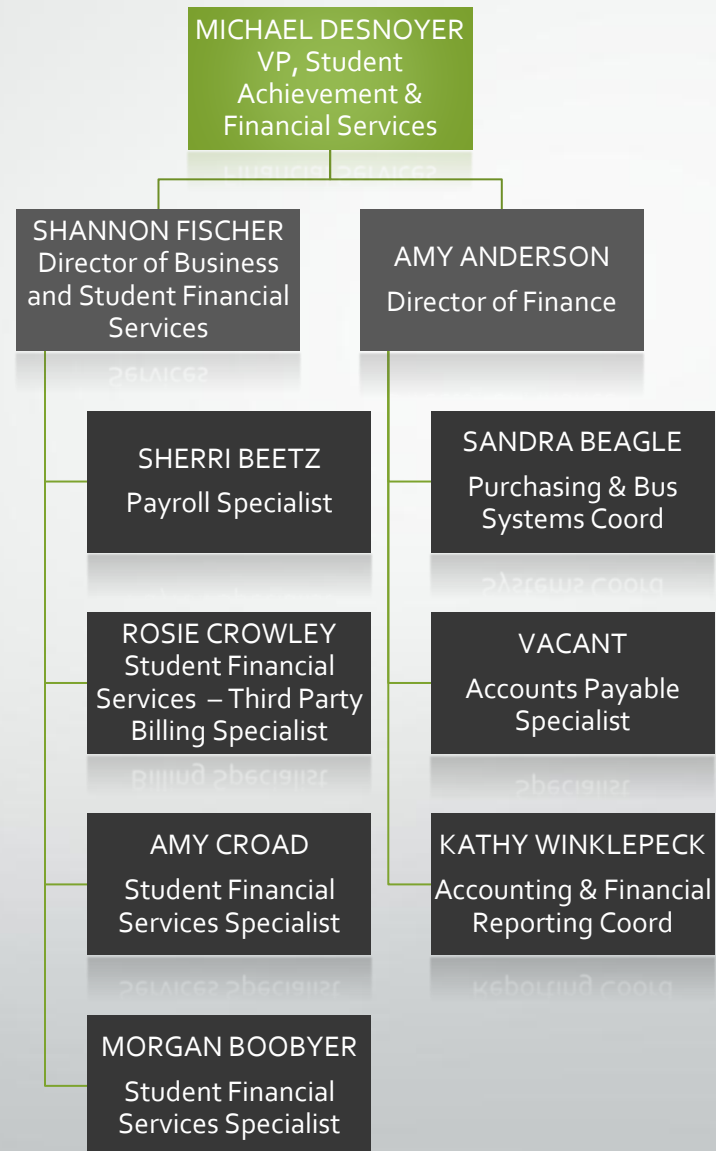 MICHAEL DESNOYER
VP, Student
Achievement &
Financial Services
SHANNON FISCHER
Director of Business
and Student Financial
Services
AMY ANDERSON
Director of Finance
SHERRI BEETZ
Payroll Specialist
ROSIE CROWLEY
Student Financial
Services – Third Party
Billing Specialist
AMY CROAD
Student Financial
Services Specialist
MORGAN BOOBYER
Student Financial
Services Specialist
SANDRA BEAGLE
Purchasing & Bus
Systems Coord
VACANT
Accounts Payable
Specialist
KATHY WINKLEPECK
Accounting & Financial
Reporting Coord